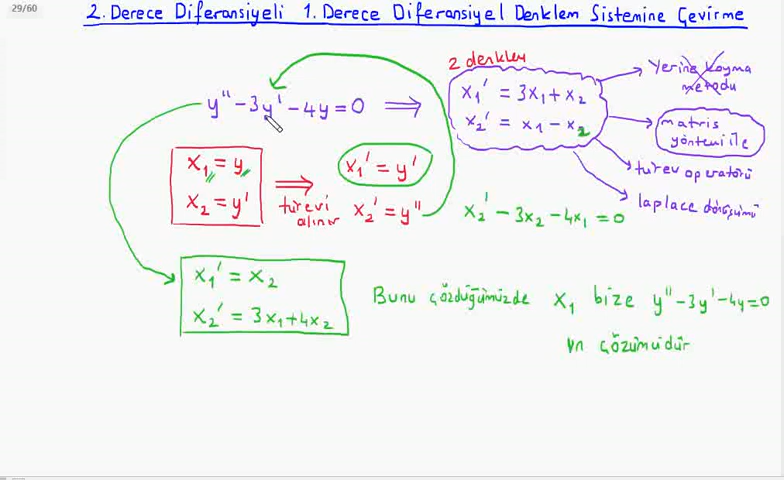 29/60
2. Derece Diferansiyeli 1. Derece Diferansiyel Denklem Sistemine Çevirme
2 denklem
y'' - 3y' - 4y = 0 ⟹
x₁' = 3x₁ + x₂
x₂' = x₁ - x₂
Yerine koyma
metodu
matris
yöntemi ile
türev operatörü
laplace dönüşümü
x₁ = y
x₂ = y'
⟹
türevi
alınır
x₁' = y'
x₂' = y''
x₂' - 3x₂ - 4x₁ = 0
x₁' = x₂
x₂' = 3x₁ + 4x₂
Bunu çözdüğümüzde x₁ bize y'' - 3y' - 4y = 0
ın çözümüdür